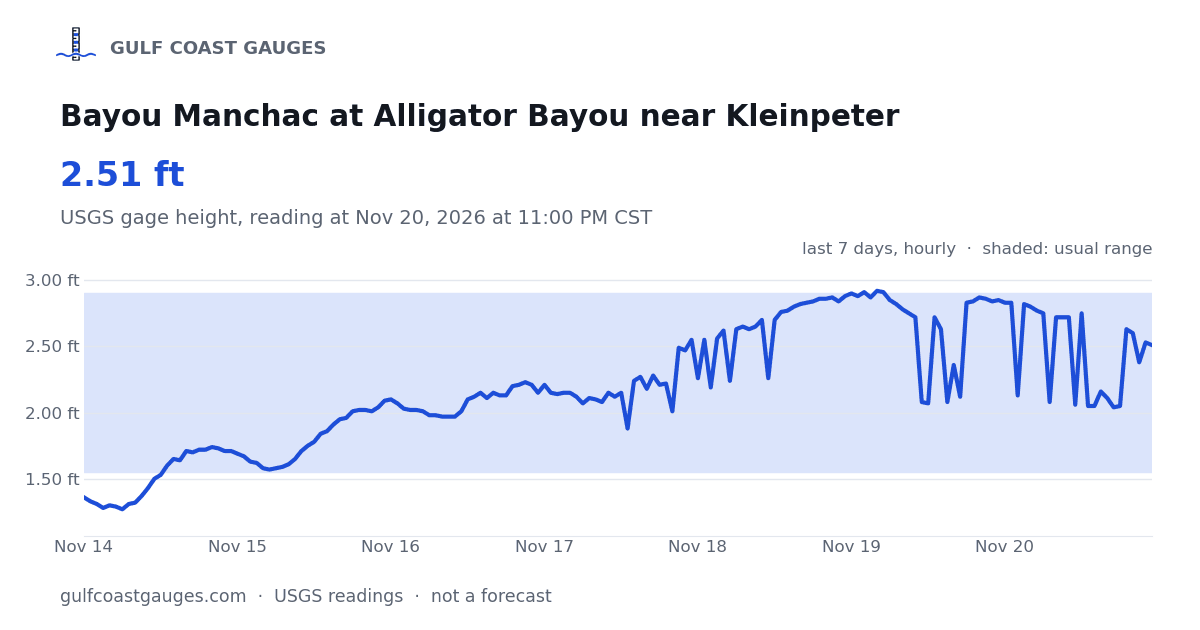 GULF COAST GAUGES
Bayou Manchac at Alligator Bayou near Kleinpeter
2.51 ft
USGS gage height, reading at Nov 20, 2026 at 11:00 PM CST
last 7 days, hourly · shaded: usual range
3.00 ft
2.50 ft
2.00 ft
1.50 ft
Nov 14 Nov 15 Nov 16 Nov 17 Nov 18 Nov 19 Nov 20
gulfcoastgauges.com · USGS readings · not a forecast